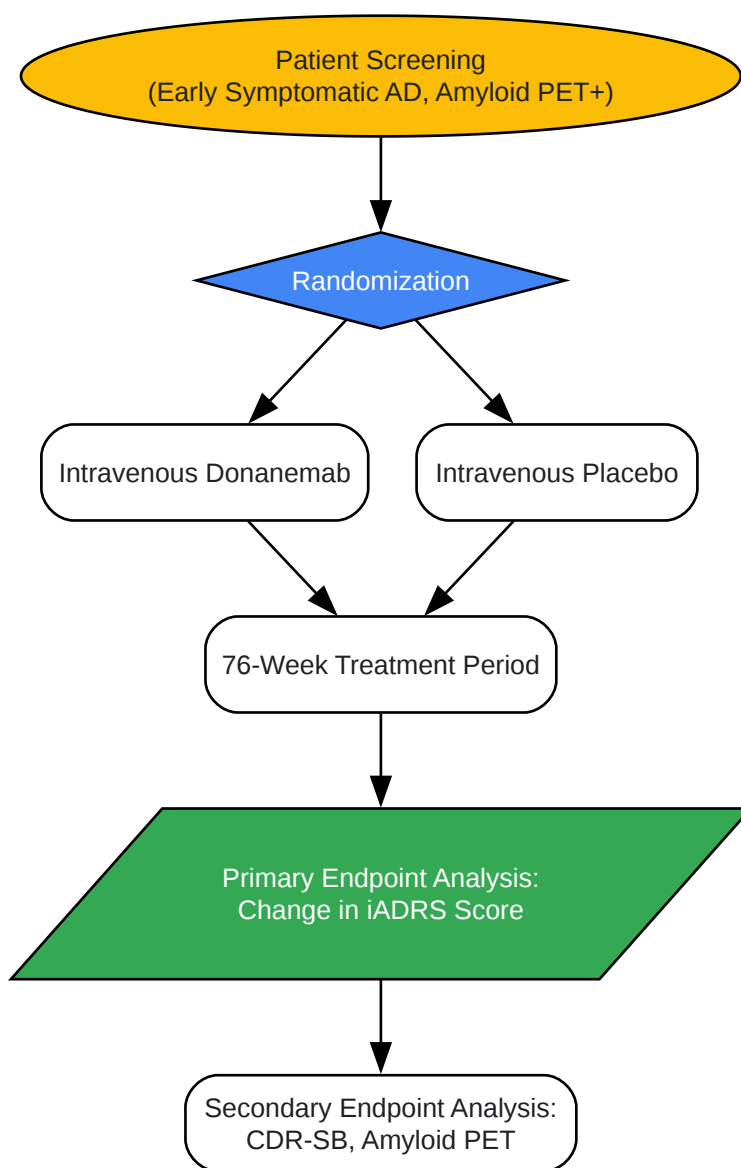 Patient Screening
(Early Symptomatic AD, Amyloid PET+)
Randomization
Intravenous Donanemab
Intravenous Placebo
76-Week Treatment Period
Primary Endpoint Analysis:
Change in iADRS Score
Secondary Endpoint Analysis:
CDR-SB, Amyloid PET